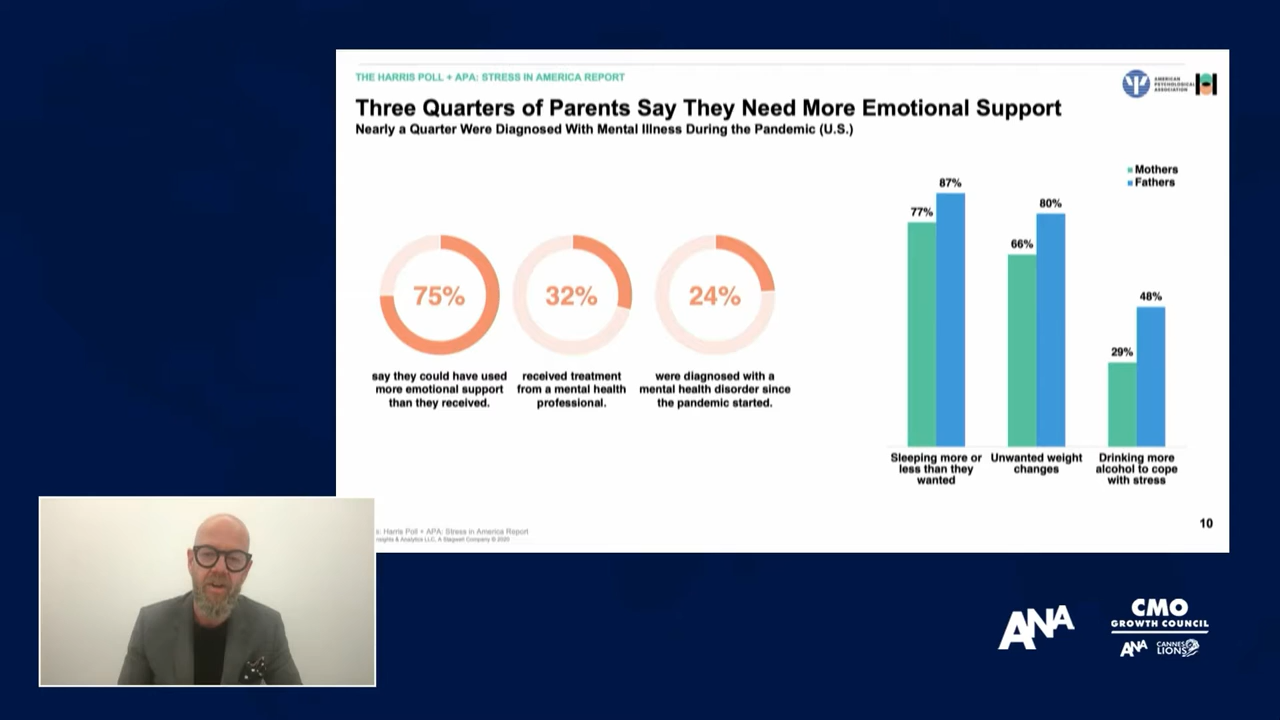 THE HARRIS POLL + APA: STRESS IN AMERICA REPORT
AMERICAN
PSYCHOLOGICAL
ASSOCIATION
Three Quarters of Parents Say They Need More Emotional Support
Nearly a Quarter Were Diagnosed With Mental Illness During the Pandemic (U.S.)
75%
say they could have used
more emotional support
than they received.
32%
received treatment
from a mental health
professional.
24%
were diagnosed with a
mental health disorder since
the pandemic started.
Mothers
Fathers
77%
87%
66%
80%
29%
48%
Sleeping more or
less than they
wanted
Unwanted weight
changes
Drinking more
alcohol to cope
with stress
Harris Poll + APA: Stress in America Report
& Analytics LLC, A Stagwell Company © 2020
10
ANA
CMO
GROWTH COUNCIL
ANA
CANNES
LIONS